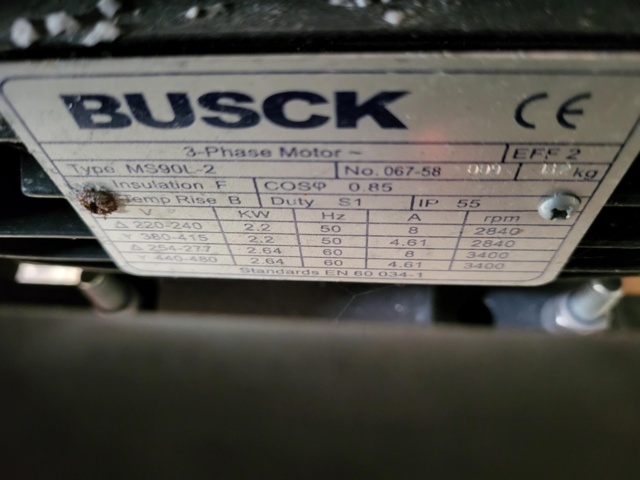 BUSCK CE
3-Phase Motor ~ EFF 2
Type MS90L-2 No. 067-58 kg
Insulation F COSφ 0.85
Temp Rise B Duty S1 IP 55
V KW Hz A rpm
Δ 220-240 2.2 50 8 2840
Y 380-415 2.2 50 4.61 2840
Δ 254-277 2.64 60 8 3400
Y 440-480 2.64 60 4.61 3400
Standards EN 60 034-1